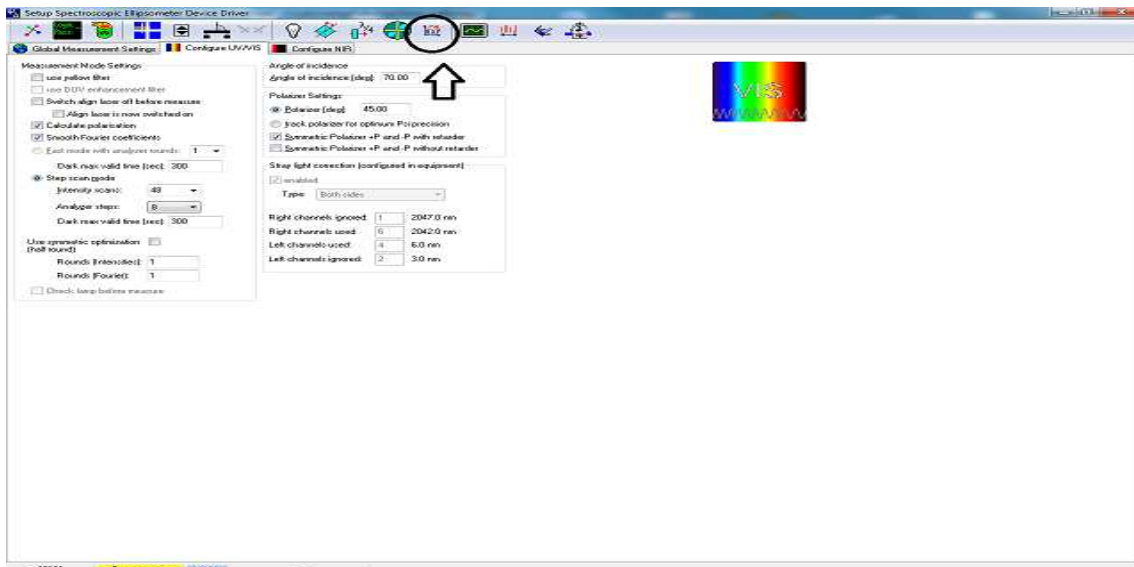 Setup Spectroscopic Ellipsometer Device Driver
Global Measurement Settings Configure UV/VIS Configure NIR
Measurement Mode Settings
use yellow filter
use DUV enhancement filter
Switch align laser off before measure
Align laser is now switched on
Calculate polarisation
Smooth Fourier coefficients
Fast mode with analyzer rounds: 1
Dark max valid time (sec): 300
Step scan mode
Intensity scans: 48
Analyzer steps: 8
Dark max valid time (sec): 300
Use symmetric optimization
(half round)
Rounds (Intensities): 1
Rounds (Fourier): 1
Check lamp before measure
Angle of incidence
Angle of incidence [deg]: 70.00
Polarizer Settings
Polarizer [deg]: 45.00
track polarizer for optimum Psi precision
Symmetric Polarizer +P and -P with retarder
Symmetric Polarizer +P and -P without retarder
Stray light correction (configured in equipment)
enabled
Type: Both sides
Right channels ignored: 1 2047.0 nm
Right channels used: 6 2042.0 nm
Left channels used: 4 6.0 nm
Left channels ignored: 2 3.0 nm
VIS